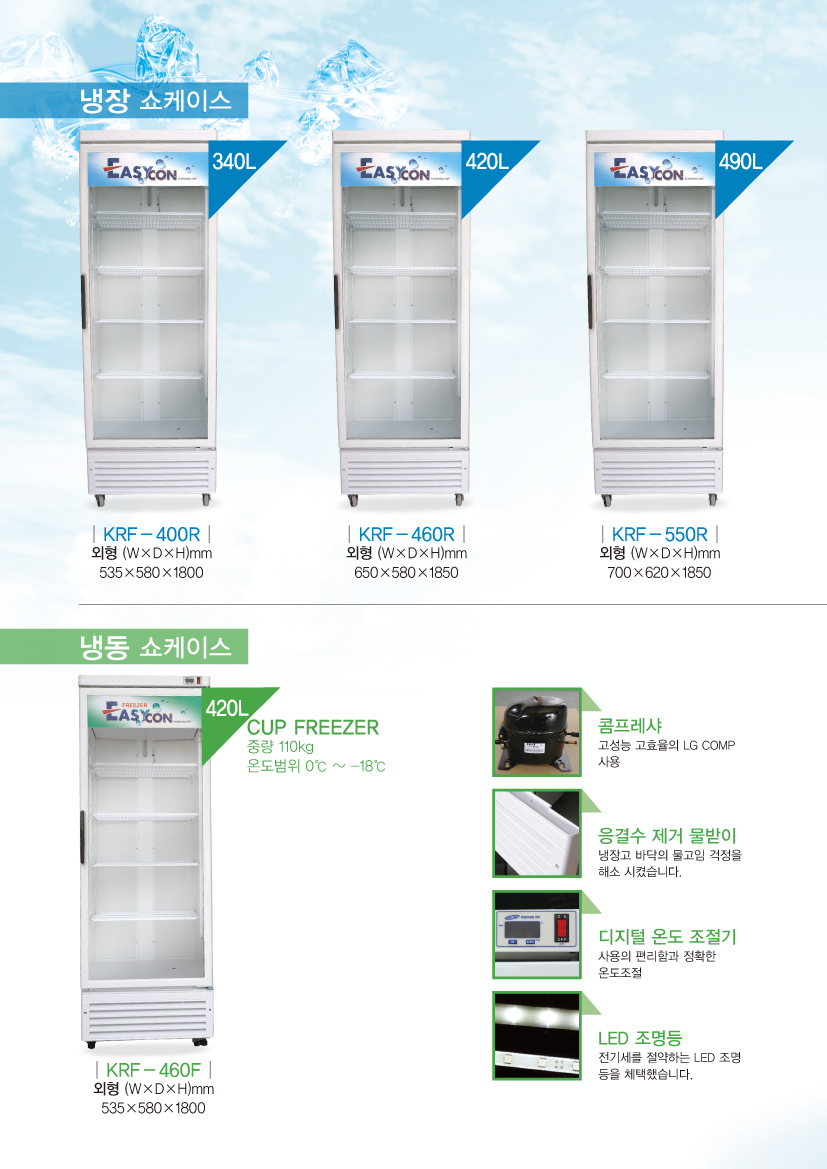 냉장 쇼케이스
EASYCON
340L
EASYCON
420L
EASYCON
490L
| KRF-400R |
외형 (W×D×H)mm
535×580×1800
| KRF-460R |
외형 (W×D×H)mm
650×580×1850
| KRF-550R |
외형 (W×D×H)mm
700×620×1850
냉동 쇼케이스
FREEZER
EASYCON
420L
CUP FREEZER
중량 110kg
온도범위 0℃ ~ -18℃
| KRF-460F |
외형 (W×D×H)mm
535×580×1800
콤프레샤
고성능 고효율의 LG COMP
사용
응결수 제거 물받이
냉장고 바닥의 물고임 걱정을
해소 시켰습니다.
디지털 온도 조절기
사용의 편리함과 정확한
온도조절
ON
OFF
LED 조명등
전기세를 절약하는 LED 조명
등을 체택했습니다.